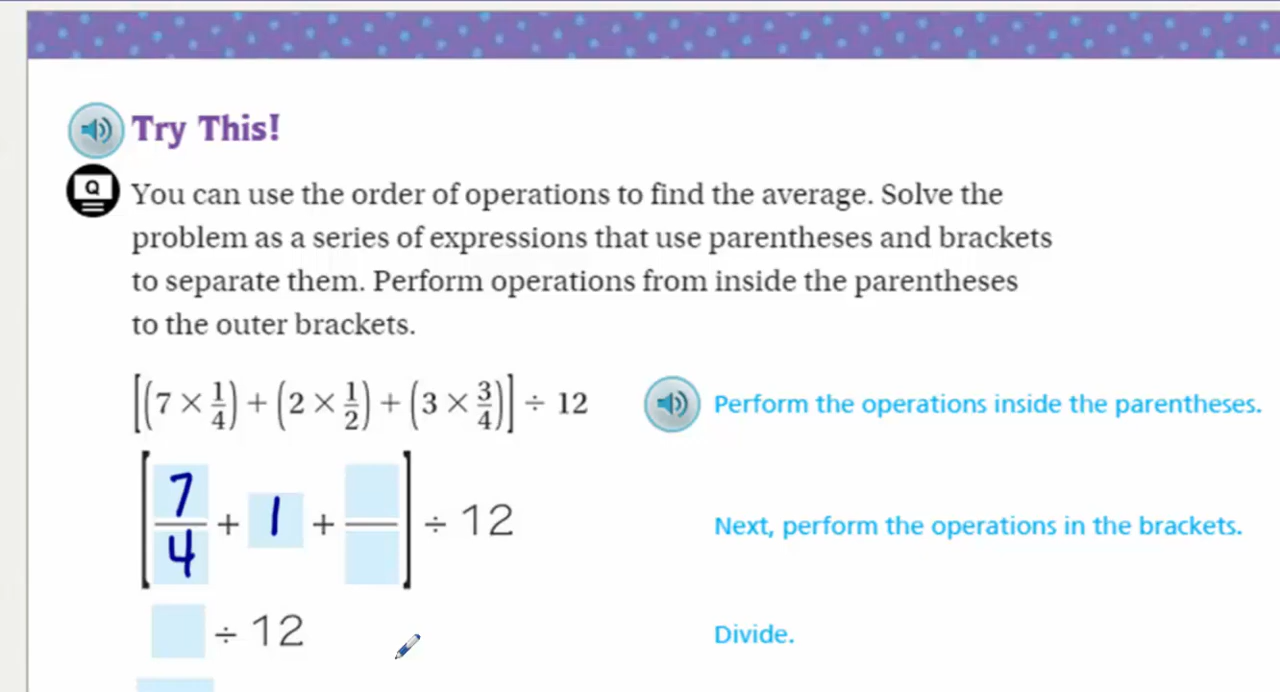 Try This!
Q
You can use the order of operations to find the average. Solve the
problem as a series of expressions that use parentheses and brackets
to separate them. Perform operations from inside the parentheses
to the outer brackets.
[(7 × 1/4) + (2 × 1/2) + (3 × 3/4)] ÷ 12
Perform the operations inside the parentheses.
[7/4 + 1 + __] ÷ 12
Next, perform the operations in the brackets.
÷ 12
Divide.